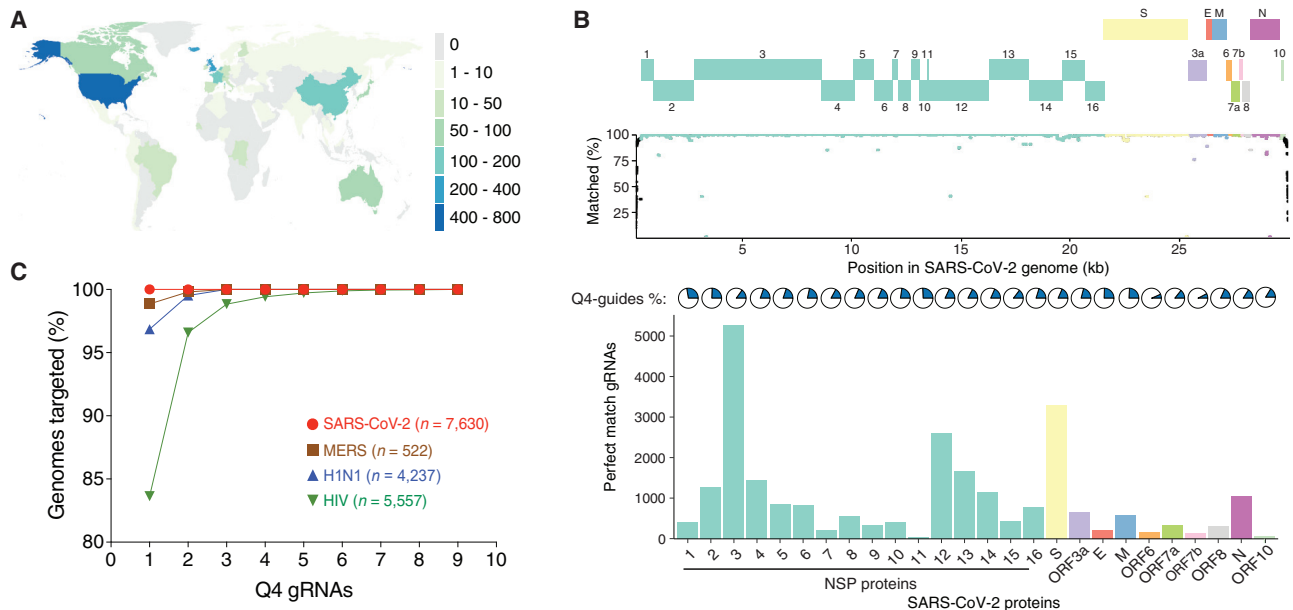 A
0
1 - 10
10 - 50
50 - 100
100 - 200
200 - 400
400 - 800
B
S
E M
N
1
3
5
7
9
11
13
15
3a
6 7b
10
2
4
6
8
10
12
14
16
7a
8
Matched (%)
100
75
50
25
5
10
15
20
25
Position in SARS-CoV-2 genome (kb)
Q4-guides %:
Perfect match gRNAs
5000
4000
3000
2000
1000
0
1 2 3 4 5 6 7 8 9 10 11 12 13 14 15 16 S ORF3a E M ORF6 ORF7a ORF7b ORF8 N ORF10
NSP proteins
SARS-CoV-2 proteins
C
Genomes targeted (%)
100
95
90
85
80
SARS-CoV-2 (n = 7,630)
MERS (n = 522)
H1N1 (n = 4,237)
HIV (n = 5,557)
0 1 2 3 4 5 6 7 8 9 10
Q4 gRNAs